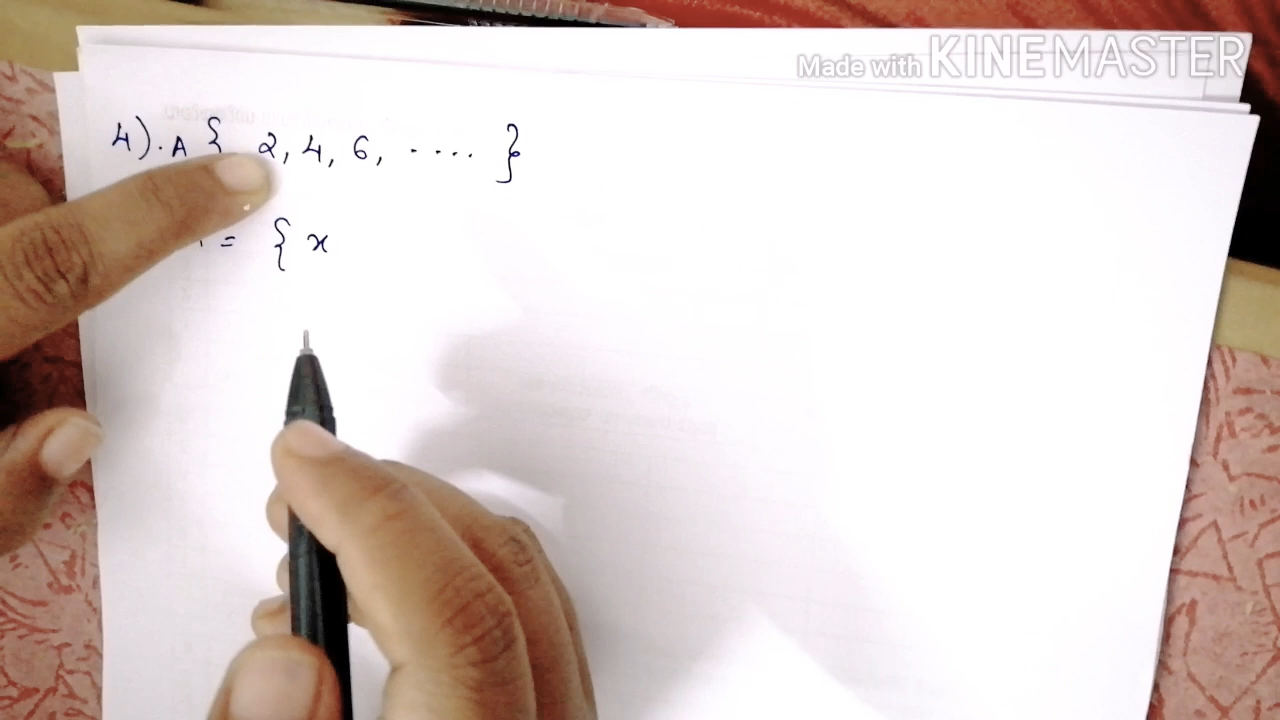 Made with KINEMASTER
4). A { 2, 4, 6, ..... }
= { x